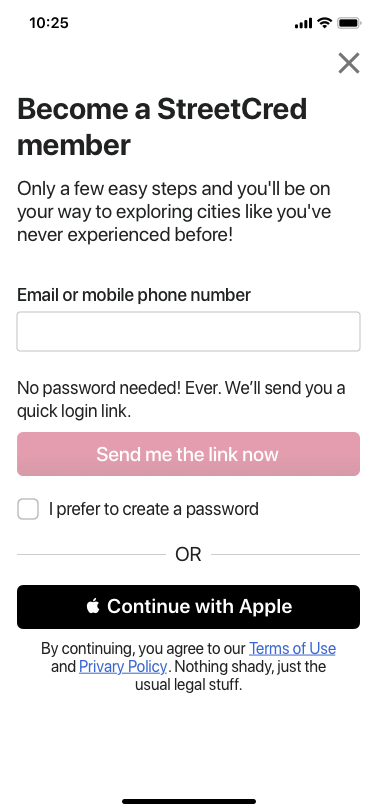 10:25
Become a StreetCred
member
Only a few easy steps and you'll be on
your way to exploring cities like you've
never experienced before!
Email or mobile phone number
No password needed! Ever. We’ll send you a
quick login link.
Send me the link now
I prefer to create a password
OR
Continue with Apple
By continuing, you agree to our Terms of Use
and Privary Policy. Nothing shady, just the
usual legal stuff.